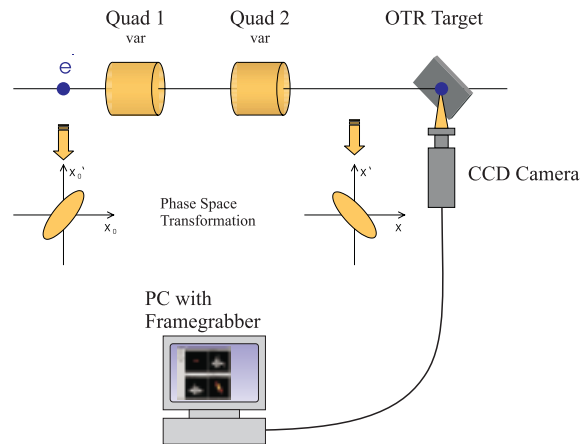 Quad 1
var
Quad 2
var
OTR Target
e-
x₀'
x₀
Phase Space
Transformation
x'
x
CCD Camera
PC with
Framegrabber